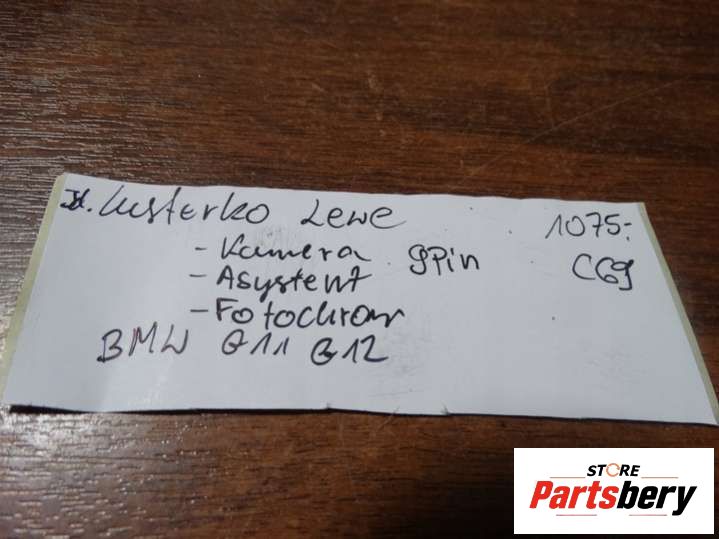 Lusterko Lewe 1075,-
- Kamera 9Pin C69
- Asystent
- Fotochrom
BMW G11 G12
STORE
Partsbery